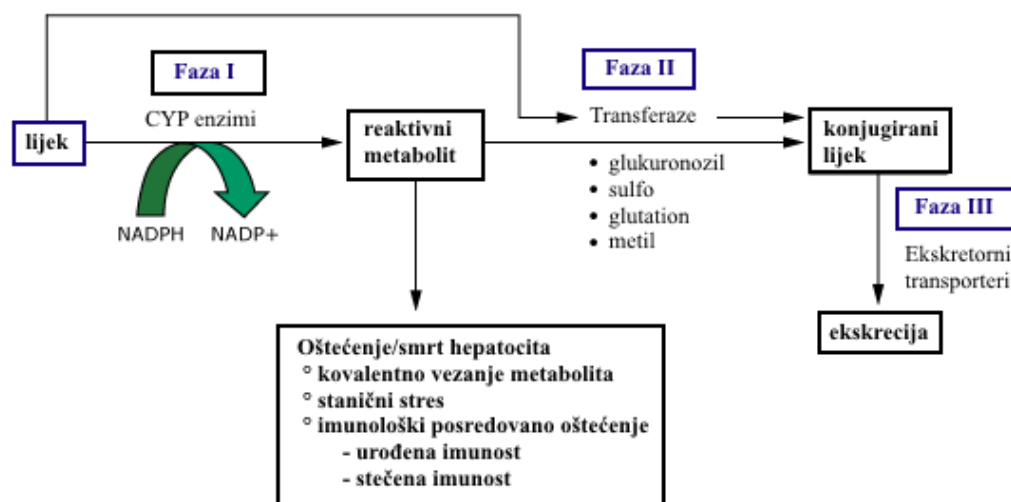 Faza I
Faza II
lijek
CYP enzimi
reaktivni
metabolit
Transferaze
konjugirani
lijek
NADPH
NADP+
• glukuronozil
• sulfo
• glutation
• metil
Faza III
Ekskretorni
transporteri
ekskrecija
Oštećenje/smrt hepatocita
° kovalentno vezanje metabolita
° stanični stres
° imunološki posredovano oštećenje
- urođena imunost
- stečena imunost